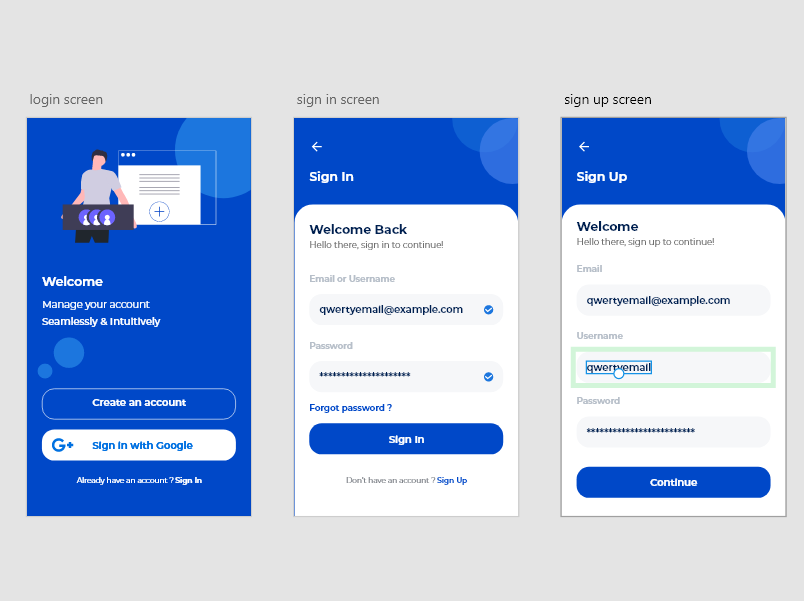 login screen
Welcome
Manage your account
Seamlessly & Intuitively
Create an account
G+ Sign in with Google
Already have an account ? Sign In
sign in screen
Sign In
Welcome Back
Hello there, sign in to continue!
Email or Username
qwertyemail@example.com
Password
*********************
Forgot password ?
Sign In
Don't have an account ? Sign Up
sign up screen
Sign Up
Welcome
Hello there, sign up to continue!
Email
qwertyemail@example.com
Username
qwertyemail
Password
*************************
Continue